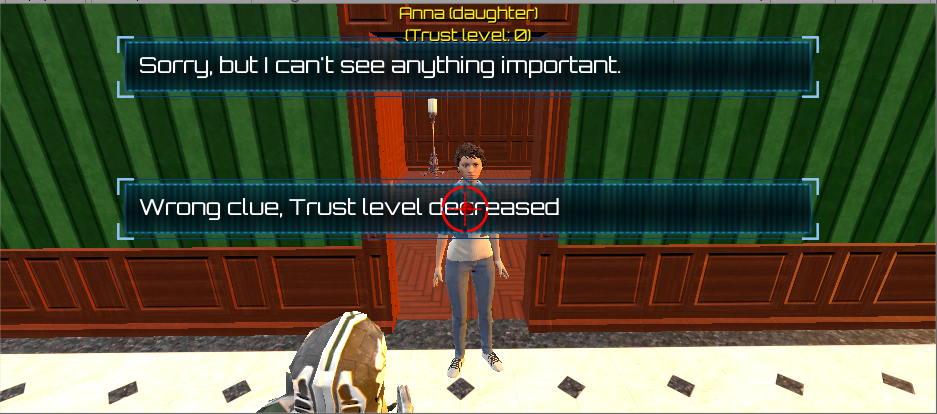 Anna (daughter)
(Trust level: 0)
Sorry, but I can't see anything important.
Wrong clue, Trust level decreased